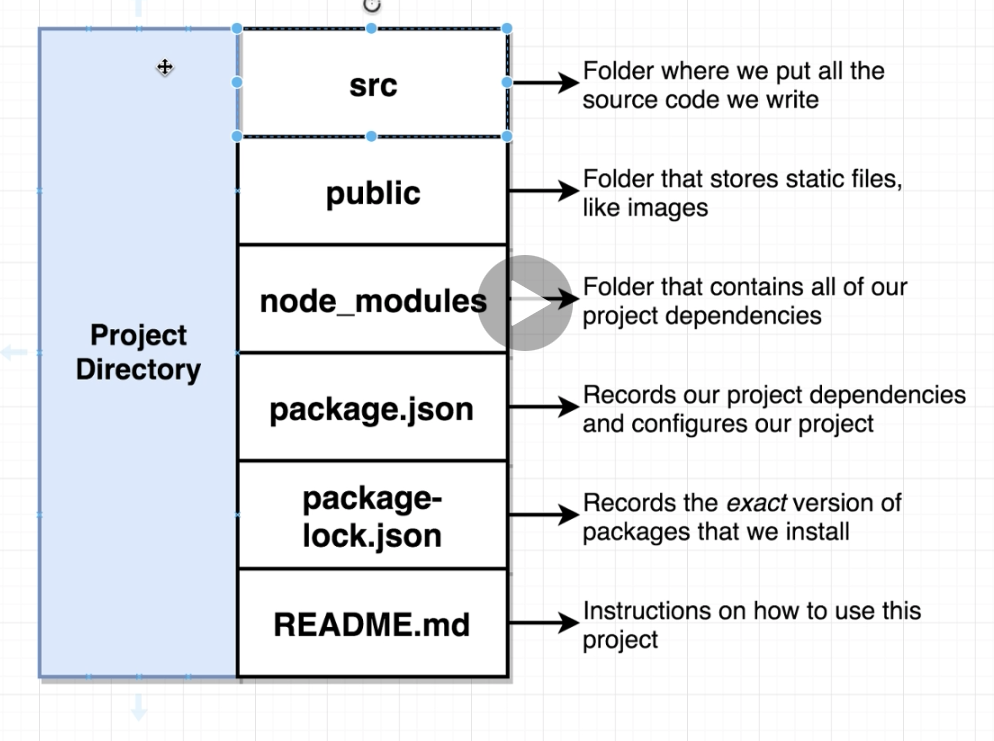 src
Folder where we put all the
source code we write
public
Folder that stores static files,
like images
node_modules
Folder that contains all of our
project dependencies
Project
Directory
package.json
Records our project dependencies
and configures our project
package-
lock.json
Records the exact version of
packages that we install
README.md
Instructions on how to use this
project